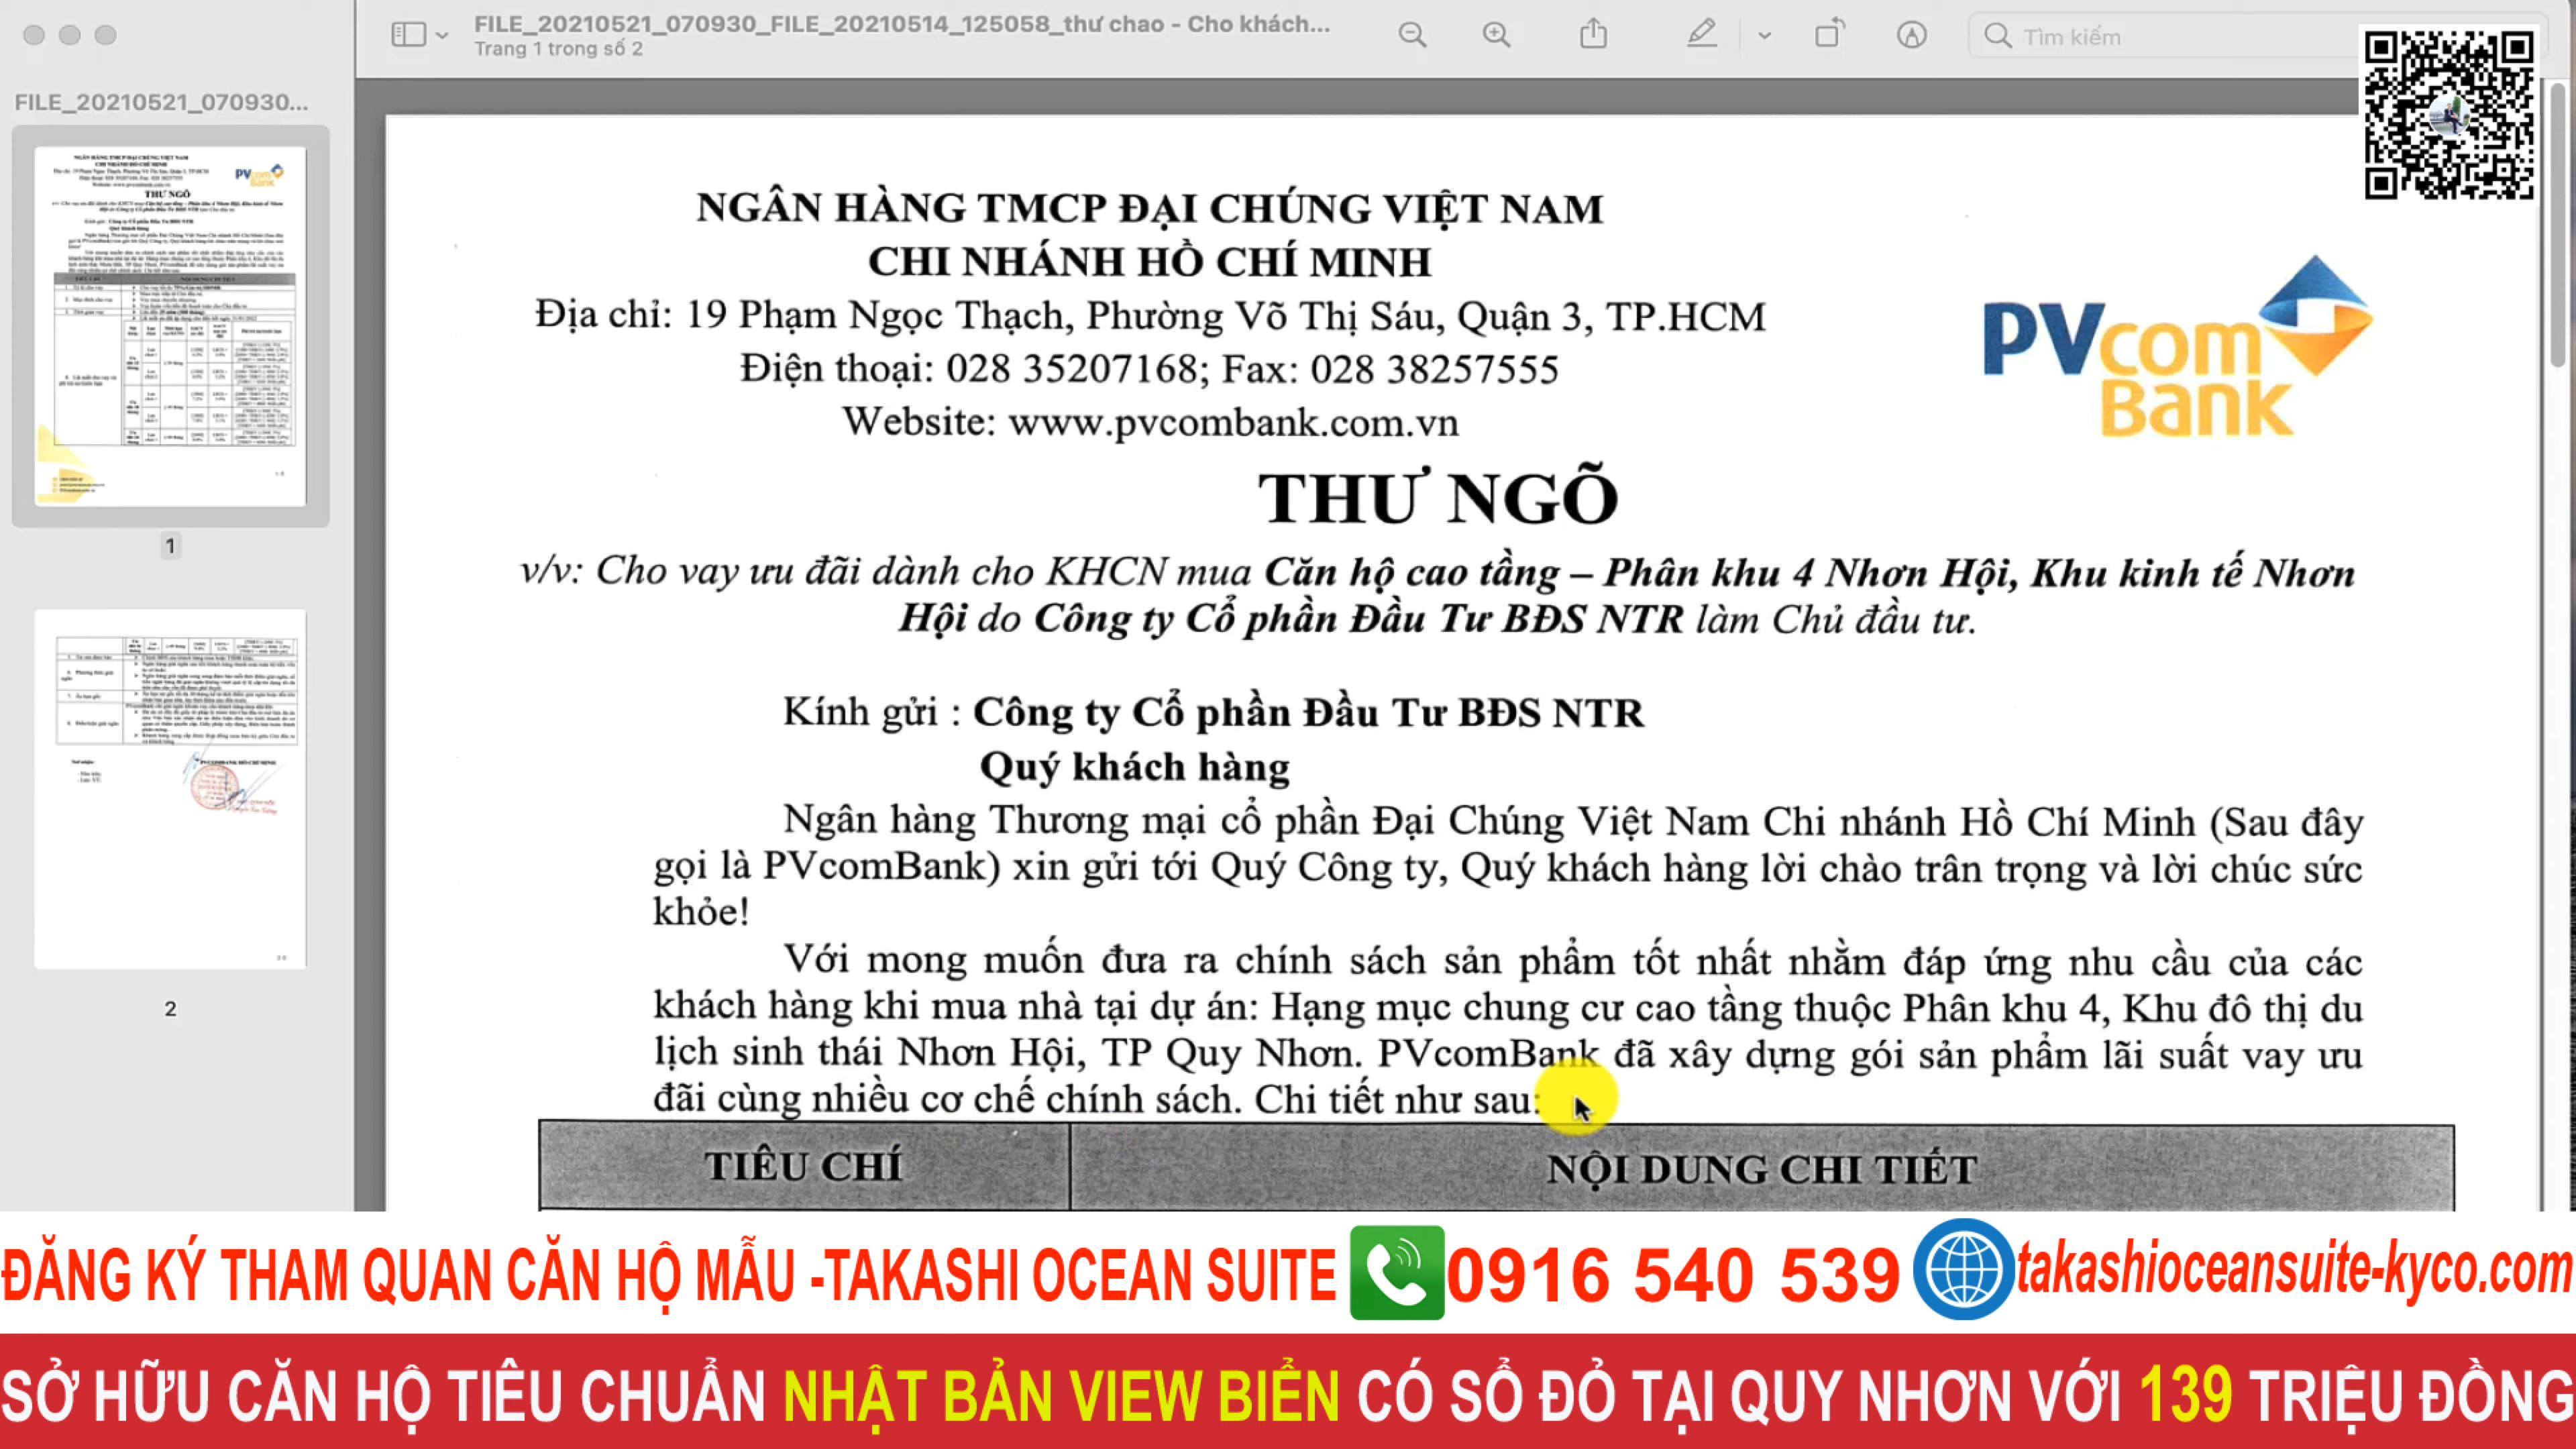 FILE_20210521_070930_FILE_20210514_125058_thư chao - Cho khách...
Trang 1 trong số 2
Tìm kiếm
FILE_20210521_070930...
1
2
NGÂN HÀNG TMCP ĐẠI CHÚNG VIỆT NAM
CHI NHÁNH HỒ CHÍ MINH
Địa chỉ: 19 Phạm Ngọc Thạch, Phường Võ Thị Sáu, Quận 3, TP.HCM
Điện thoại: 028 35207168; Fax: 028 38257555
Website: www.pvcombank.com.vn
PVcom
Bank
THƯ NGÕ
v/v: Cho vay ưu đãi dành cho KHCN mua Căn hộ cao tầng – Phân khu 4 Nhơn Hội, Khu kinh tế Nhơn
Hội do Công ty Cổ phần Đầu Tư BĐS NTR làm Chủ đầu tư.
Kính gửi : Công ty Cổ phần Đầu Tư BĐS NTR
Quý khách hàng
Ngân hàng Thương mại cổ phần Đại Chúng Việt Nam Chi nhánh Hồ Chí Minh (Sau đây
gọi là PVcomBank) xin gửi tới Quý Công ty, Quý khách hàng lời chào trân trọng và lời chúc sức
khỏe!
Với mong muốn đưa ra chính sách sản phẩm tốt nhất nhằm đáp ứng nhu cầu của các
khách hàng khi mua nhà tại dự án: Hạng mục chung cư cao tầng thuộc Phân khu 4, Khu đô thị du
lịch sinh thái Nhơn Hội, TP Quy Nhơn. PVcomBank đã xây dựng gói sản phẩm lãi suất vay ưu
đãi cùng nhiều cơ chế chính sách. Chi tiết như sau:
TIÊU CHÍ
NỘI DUNG CHI TIẾT
ĐĂNG KÝ THAM QUAN CĂN HỘ MẪU -TAKASHI OCEAN SUITE 0916 540 539 takashioceansuite-kyco.com
SỞ HỮU CĂN HỘ TIÊU CHUẨN NHẬT BẢN VIEW BIỂN CÓ SỔ ĐỎ TẠI QUY NHƠN VỚI 139 TRIỆU ĐỒNG